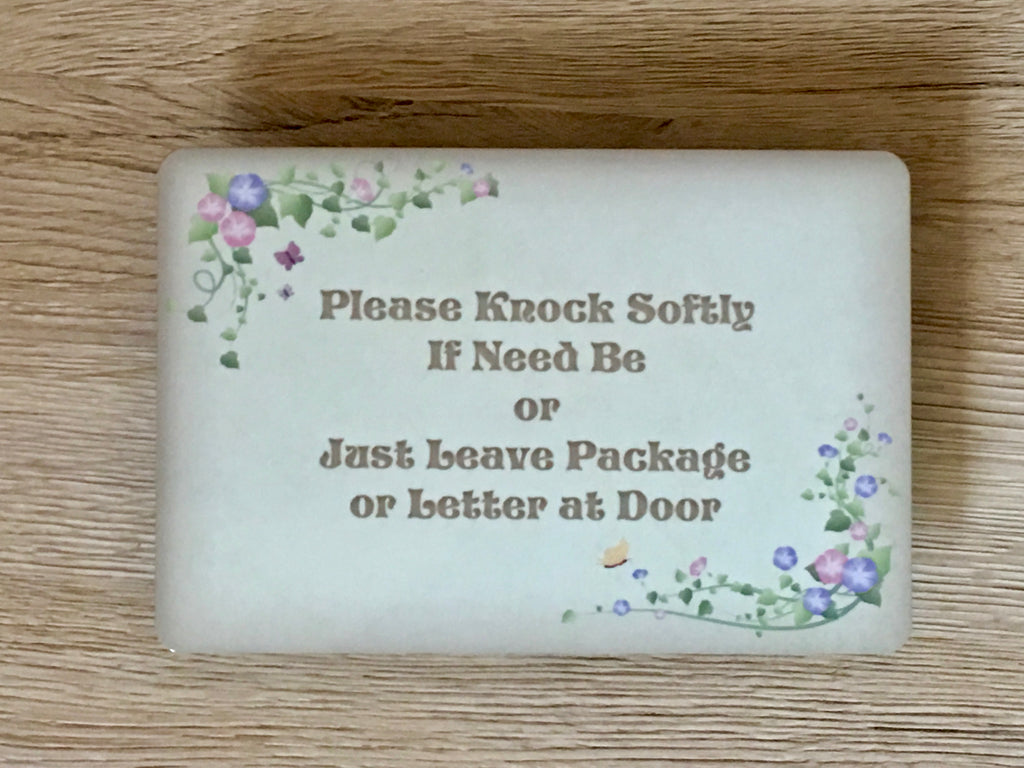 Please Knock Softly
If Need Be
or
Just Leave Package
or Letter at Door